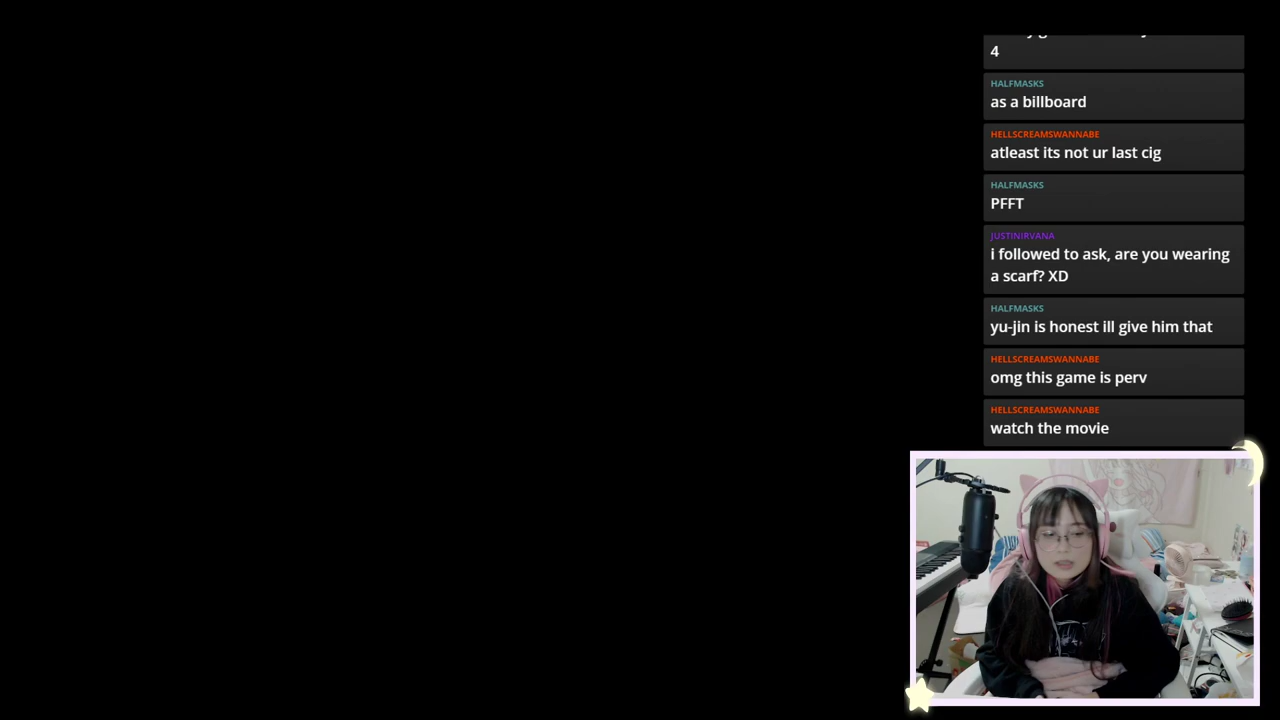 4
HALFMASKS
as a billboard
HELLSCREAMSWANNABE
atleast its not ur last cig
HALFMASKS
PFFT
JUSTINIRVANA
i followed to ask, are you wearing
a scarf? XD
HALFMASKS
yu-jin is honest ill give him that
HELLSCREAMSWANNABE
omg this game is perv
HELLSCREAMSWANNABE
watch the movie